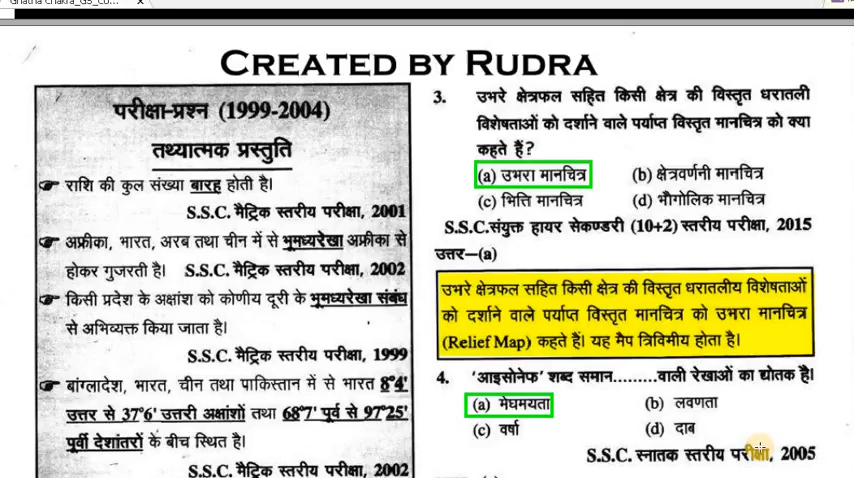 CREATED BY RUDRA
परीक्षा-प्रश्न (1999-2004)
तथ्यात्मक प्रस्तुति
राशि की कुल संख्या बारह होती है।
S.S.C. मैट्रिक स्तरीय परीक्षा, 2001
अफ्रीका, भारत, अरब तथा चीन में से भूमध्यरेखा अफ्रीका से
होकर गुजरती है। S.S.C. मैट्रिक स्तरीय परीक्षा, 2002
किसी प्रदेश के अक्षांश को कोणीय दूरी के भूमध्यरेखा संबंध
से अभिव्यक्त किया जाता है।
S.S.C. मैट्रिक स्तरीय परीक्षा, 1999
बांग्लादेश, भारत, चीन तथा पाकिस्तान में से भारत 8°4'
उत्तर से 37°6' उत्तरी अक्षांशों तथा 68°7' पूर्व से 97°25'
पूर्वी देशांतरों के बीच स्थित है।
S.S.C. मैट्रिक स्तरीय परीक्षा, 2002
3. उभरे क्षेत्रफल सहित किसी क्षेत्र की विस्तृत धरातली
विशेषताओं को दर्शाने वाले पर्याप्त विस्तृत मानचित्र को क्या
कहते हैं?
(a) उभरा मानचित्र (b) क्षेत्रवर्णनी मानचित्र
(c) भित्ति मानचित्र (d) भौगोलिक मानचित्र
S.S.C.संयुक्त हायर सेकण्डरी (10+2) स्तरीय परीक्षा, 2015
उत्तर—(a)
उभरे क्षेत्रफल सहित किसी क्षेत्र की विस्तृत धरातलीय विशेषताओं
को दर्शाने वाले पर्याप्त विस्तृत मानचित्र को उभरा मानचित्र
(Relief Map) कहते हैं। यह मैप त्रिविमीय होता है।
4. 'आइसोनेफ' शब्द समान.........वाली रेखाओं का द्योतक है।
(a) मेघमयता (b) लवणता
(c) वर्षा (d) दाब
S.S.C. स्नातक स्तरीय परीक्षा, 2005